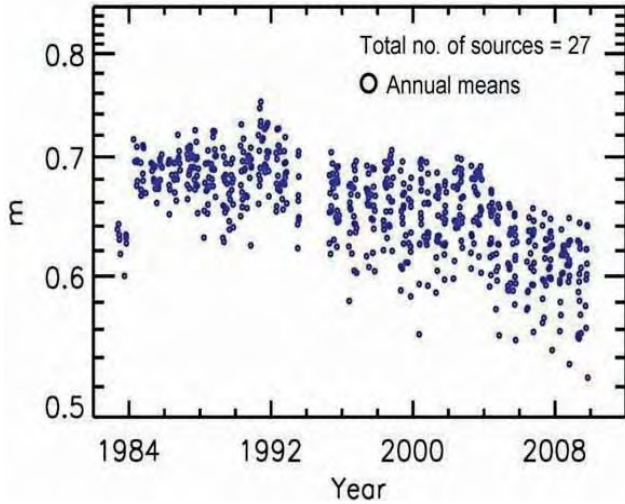 Total no. of sources = 27
Annual means
0.8
0.7
0.6
0.5
m
1984 1992 2000 2008
Year